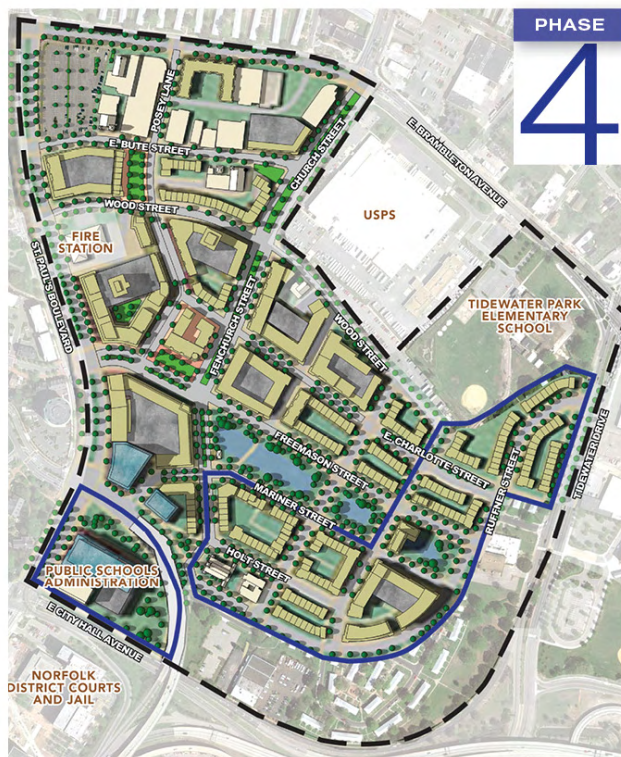 PHASE
4
POSEY LANE
E. BUTE STREET
CHURCH STREET
E. BRAMBLETON AVENUE
WOOD STREET
USPS
FIRE
STATION
ST. PAUL'S BOULEVARD
TIDEWATER PARK
ELEMENTARY
SCHOOL
FENCHURCH STREET
WOOD STREET
FREEMASON STREET
E. CHARLOTTE STREET
RUFFNER STREET
TIDEWATER DRIVE
MARINER STREET
HOLT STREET
PUBLIC SCHOOLS
ADMINISTRATION
E CITY HALL AVENUE
NORFOLK
DISTRICT COURTS
AND JAIL